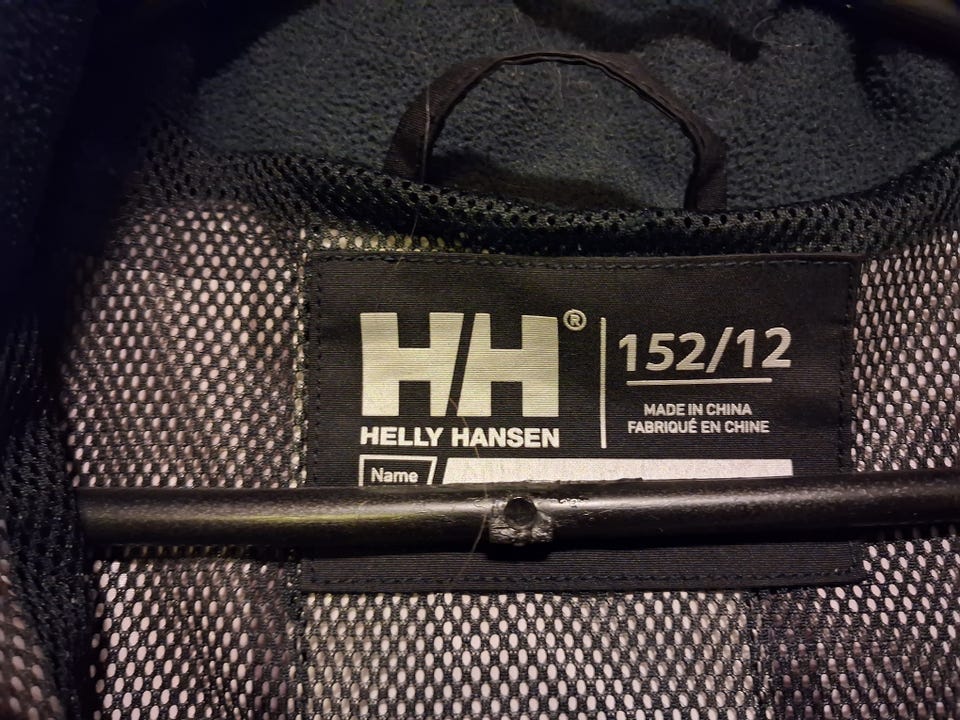 HH®
HELLY HANSEN
152/12
MADE IN CHINA
FABRIQUÉ EN CHINE
Name